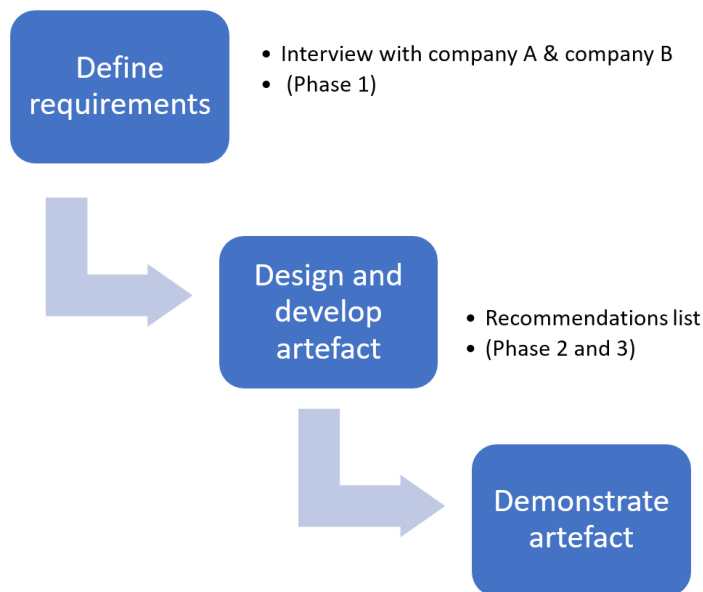 Define
requirements
• Interview with company A & company B
• (Phase 1)
Design and
develop
artefact
• Recommendations list
• (Phase 2 and 3)
Demonstrate
artefact